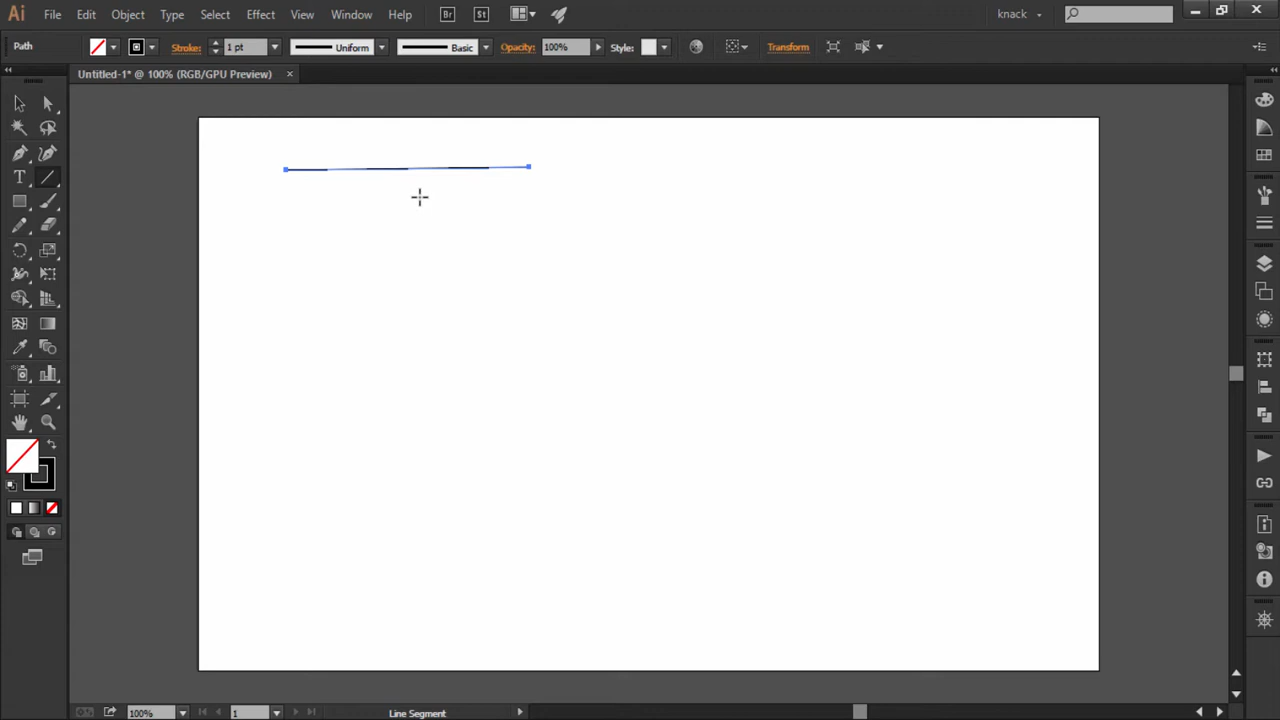 Ai File Edit Object Type Select Effect View Window Help Br St knack
Path Stroke: 1 pt Uniform Basic Opacity: 100% Style: Transform
Untitled-1* @ 100% (RGB/GPU Preview)
T
100% 1 Line Segment